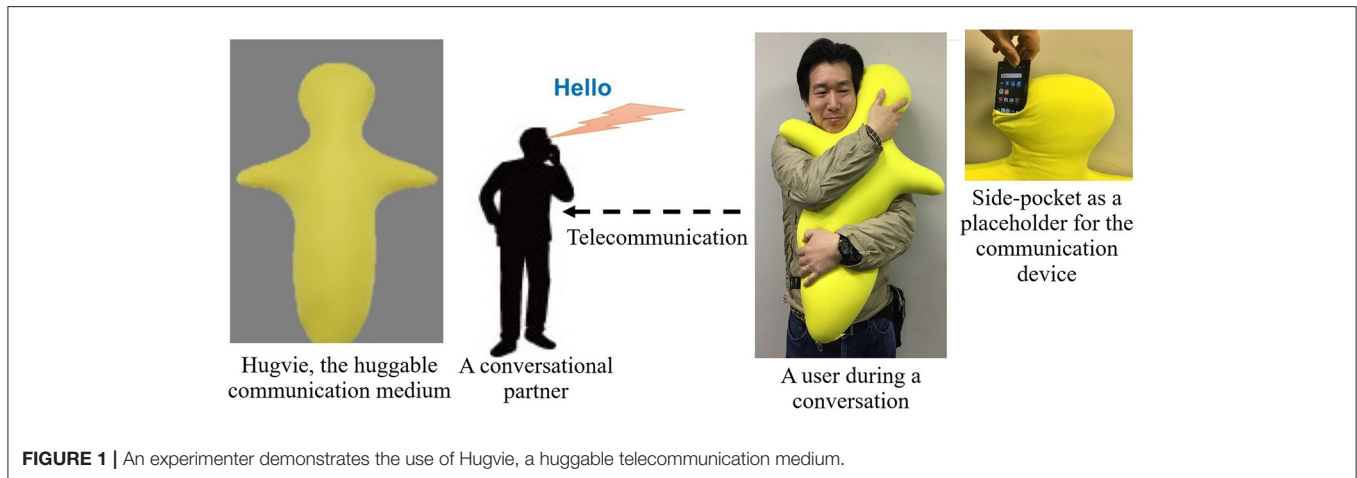 Hello
Telecommunication
Hugvie, the huggable
communication medium
A conversational
partner
A user during a
conversation
Side-pocket as a
placeholder for the
communication
device
FIGURE 1 | An experimenter demonstrates the use of Hugvie, a huggable telecommunication medium.